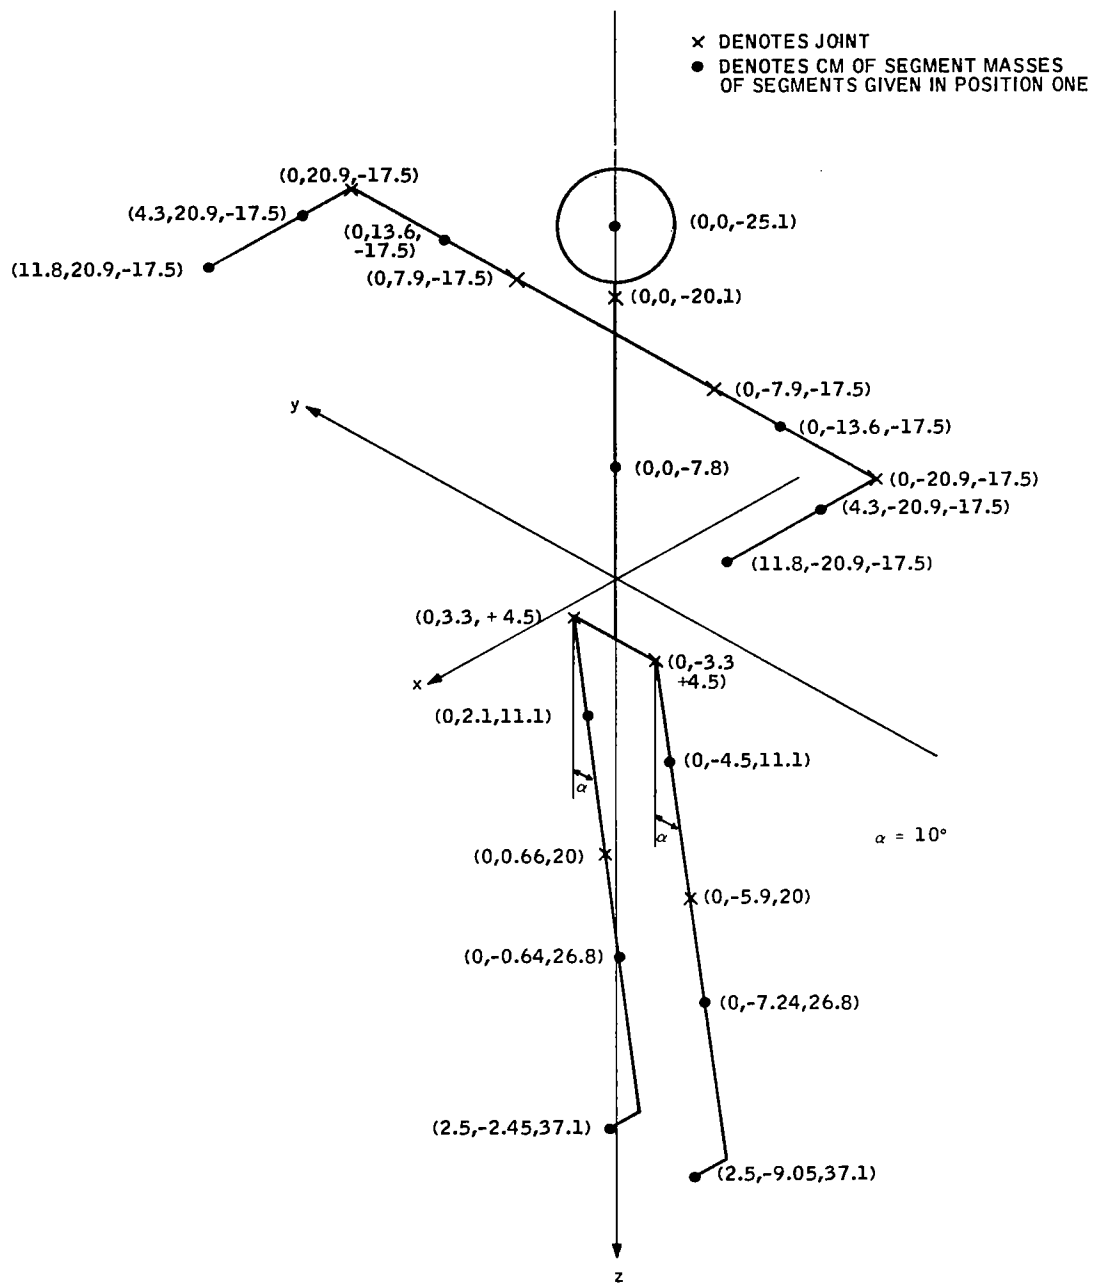 × DENOTES JOINT
● DENOTES CM OF SEGMENT MASSES
OF SEGMENTS GIVEN IN POSITION ONE
(0,20.9,-17.5)
(4.3,20.9,-17.5)
(0,13.6,
-17.5)
(0,0,-25.1)
(11.8,20.9,-17.5)
(0,7.9,-17.5)
(0,0,-20.1)
(0,-7.9,-17.5)
y
(0,-13.6,-17.5)
(0,0,-7.8)
(0,-20.9,-17.5)
(4.3,-20.9,-17.5)
(11.8,-20.9,-17.5)
(0,3.3, + 4.5)
(0,-3.3
+4.5)
x
(0,2.1,11.1)
(0,-4.5,11.1)
α
α
α = 10°
(0,0.66,20)
(0,-5.9,20)
(0,-0.64,26.8)
(0,-7.24,26.8)
(2.5,-2.45,37.1)
(2.5,-9.05,37.1)
z